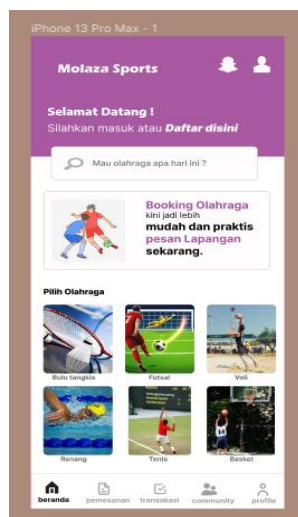 iPhone 13 Pro Max - 1
Molaza Sports
Selamat Datang !
Silahkan masuk atau Daftar disini
Mau olahraga apa hari ini ?
Booking Olahraga
kini jadi lebih
mudah dan praktis
pesan Lapangan
sekarang.
Pilih Olahraga
Bulu tangkis Futsal Voli
Renang Tenis Basket
beranda pemesanan transakasi community profile